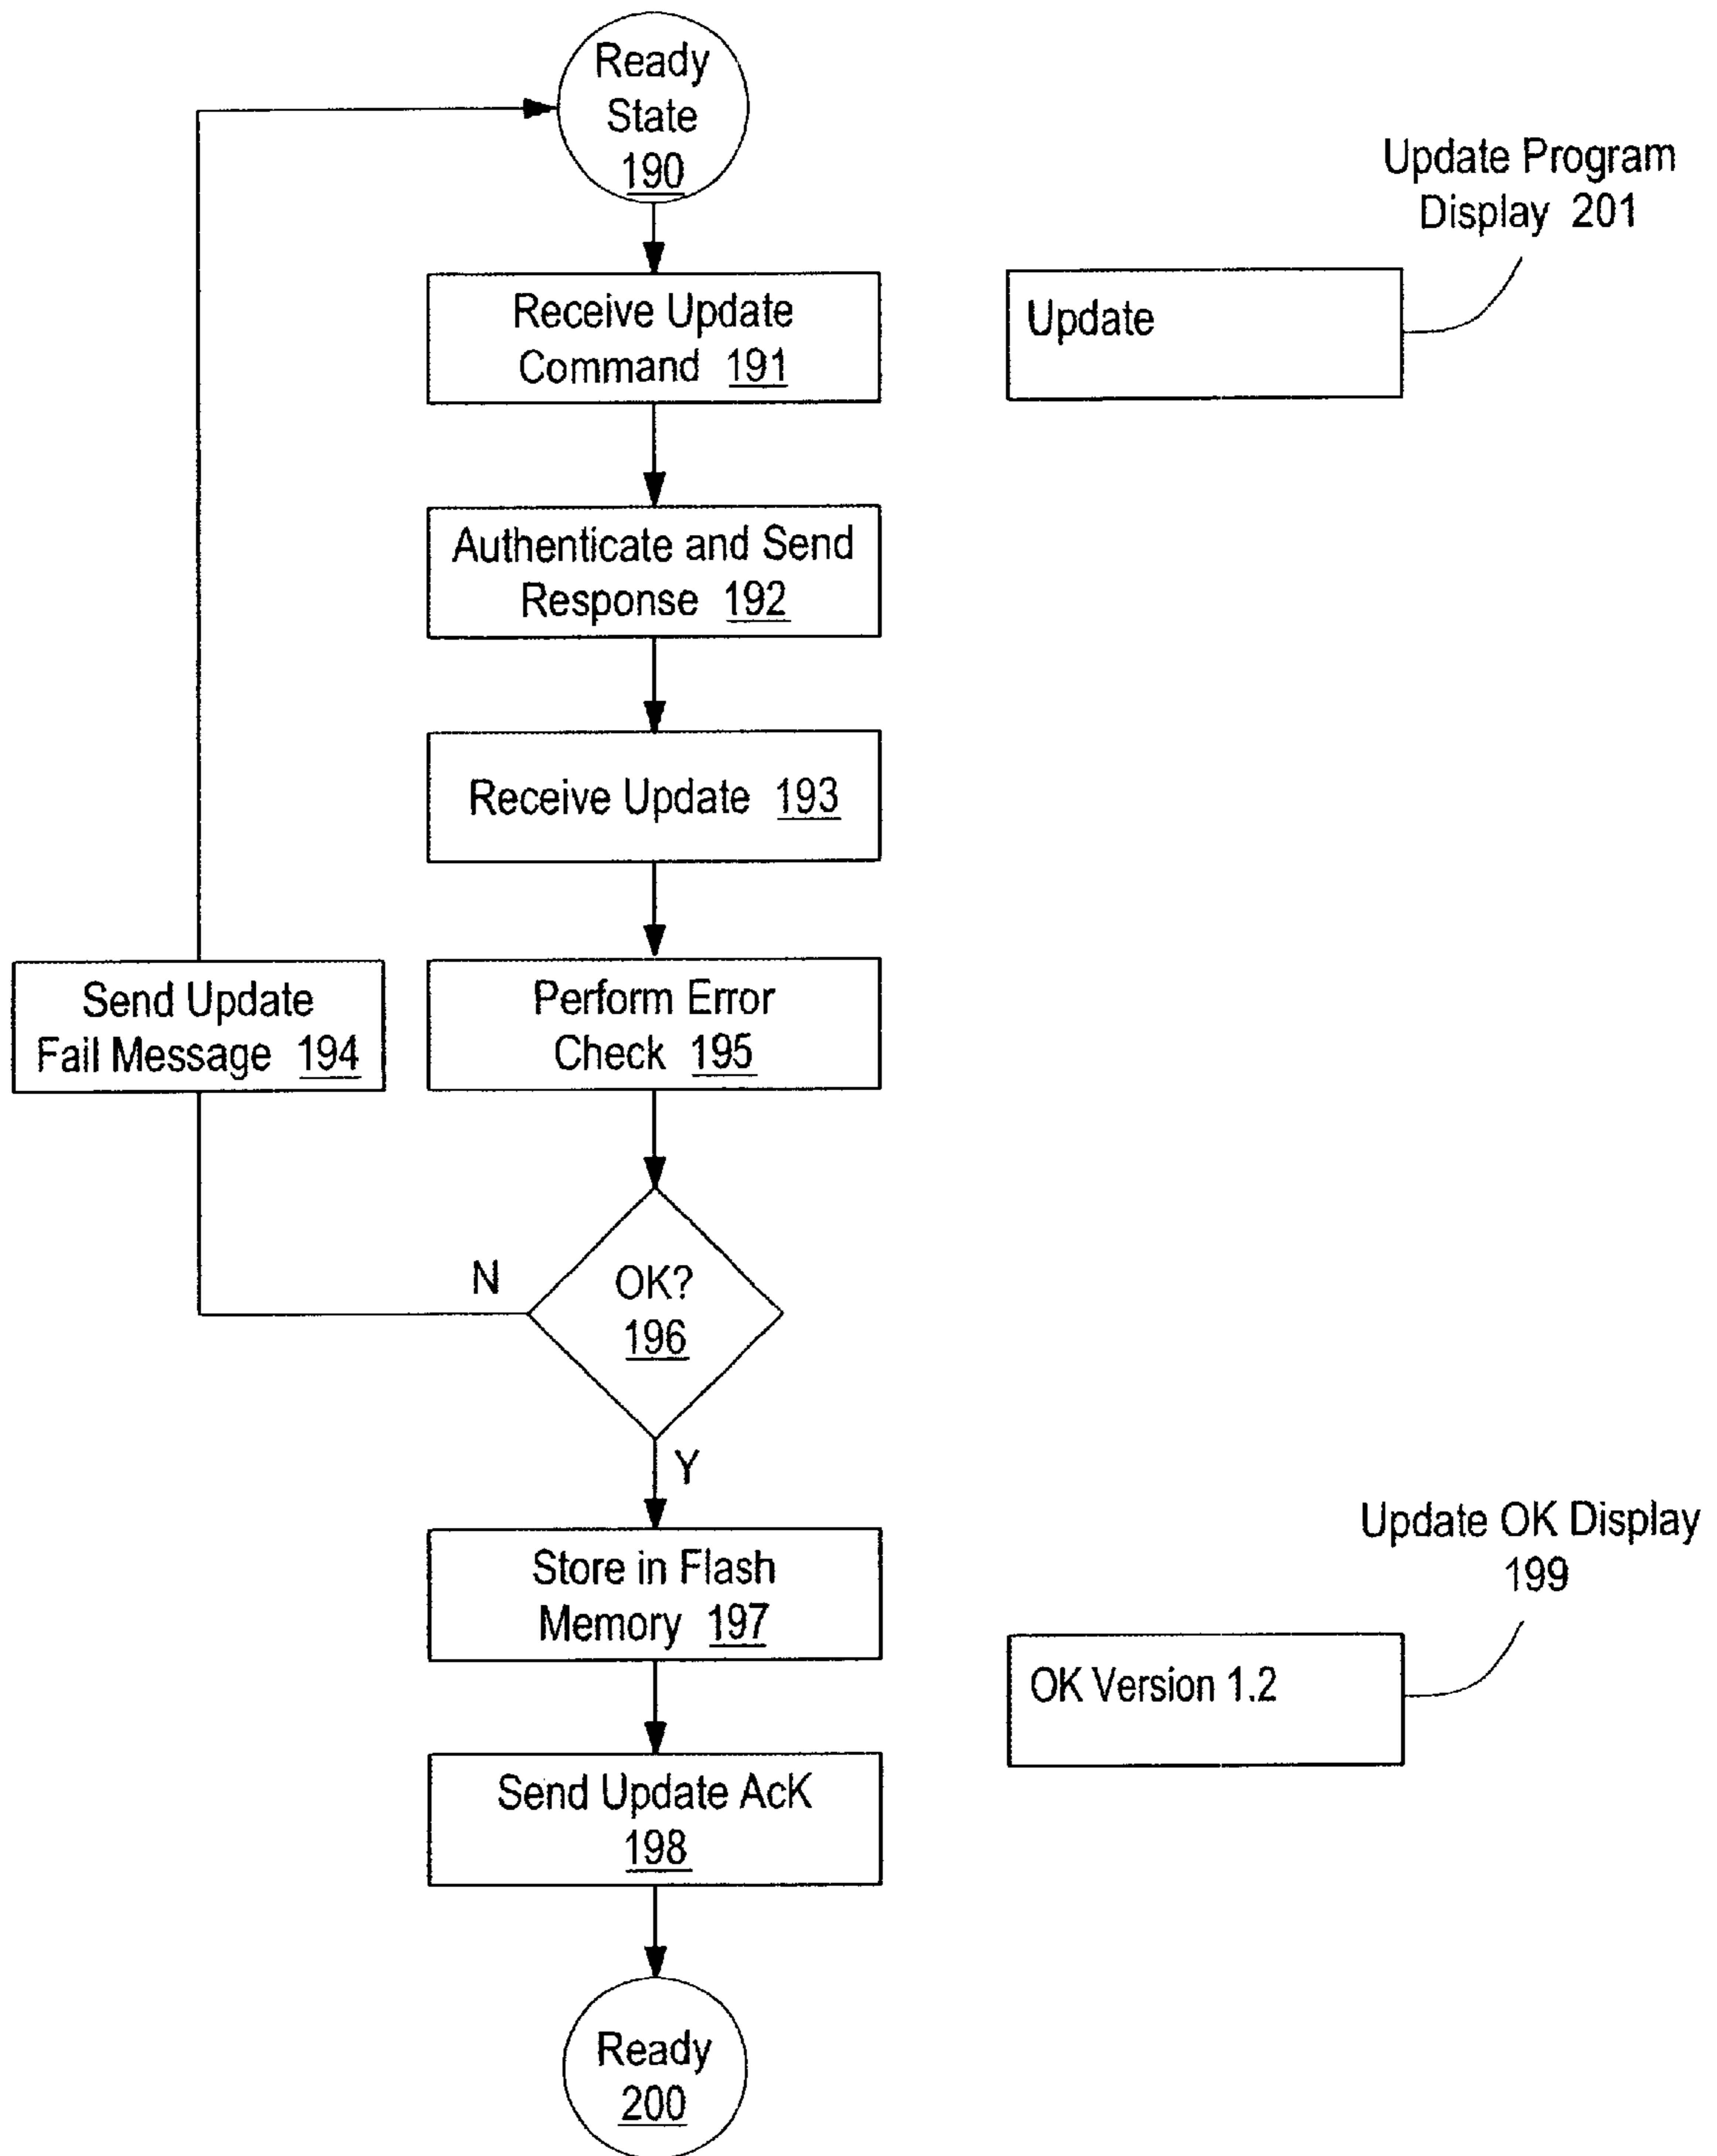 Ready
State
190
Update Program
Display 201
Receive Update
Command 191
Update
Authenticate and Send
Response 192
Receive Update 193
Send Update
Fail Message 194
Perform Error
Check 195
N
OK?
196
Y
Store in Flash
Memory 197
Update OK Display
199
OK Version 1.2
Send Update AcK
198
Ready
200